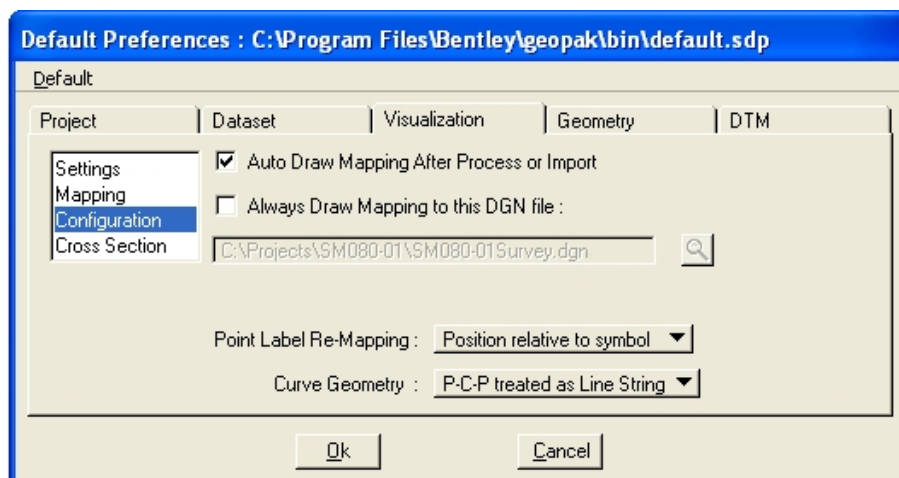 Default Preferences : C:\Program Files\Bentley\geopak\bin\default.sdp
Default
Project
Dataset
Visualization
Geometry
DTM
Settings
Mapping
Configuration
Cross Section
Auto Draw Mapping After Process or Import
Always Draw Mapping to this DGN file :
C:\Projects\SM080-01\SM080-01Survey.dgn
Point Label Re-Mapping : Position relative to symbol
Curve Geometry : P-C-P treated as Line String
Ok
Cancel